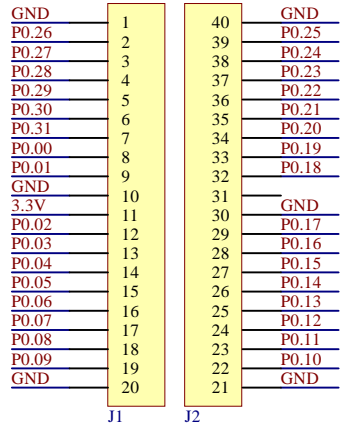 GND 1 40 GND
P0.26 2 39 P0.25
P0.27 3 38 P0.24
P0.28 4 37 P0.23
P0.29 5 36 P0.22
P0.30 6 35 P0.21
P0.31 7 34 P0.20
P0.00 8 33 P0.19
P0.01 9 32 P0.18
GND 10 31
3.3V 11 30 GND
P0.02 12 29 P0.17
P0.03 13 28 P0.16
P0.04 14 27 P0.15
P0.05 15 26 P0.14
P0.06 16 25 P0.13
P0.07 17 24 P0.12
P0.08 18 23 P0.11
P0.09 19 22 P0.10
GND 20 21 GND
J1 J2